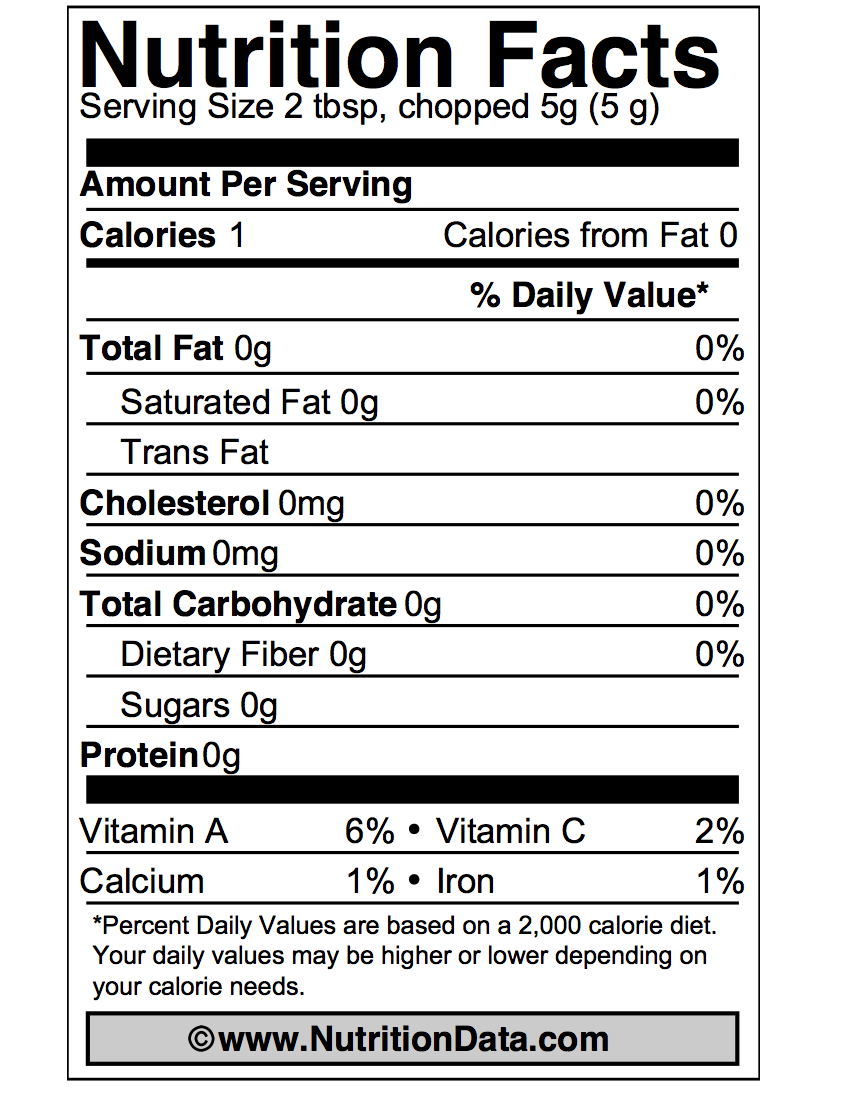 Nutrition Facts
Serving Size 2 tbsp, chopped 5g (5 g)
Amount Per Serving
Calories 1 Calories from Fat 0
% Daily Value*
Total Fat 0g 0%
Saturated Fat 0g 0%
Trans Fat
Cholesterol 0mg 0%
Sodium 0mg 0%
Total Carbohydrate 0g 0%
Dietary Fiber 0g 0%
Sugars 0g
Protein 0g
Vitamin A 6% • Vitamin C 2%
Calcium 1% • Iron 1%
*Percent Daily Values are based on a 2,000 calorie diet.
Your daily values may be higher or lower depending on
your calorie needs.
©www.NutritionData.com